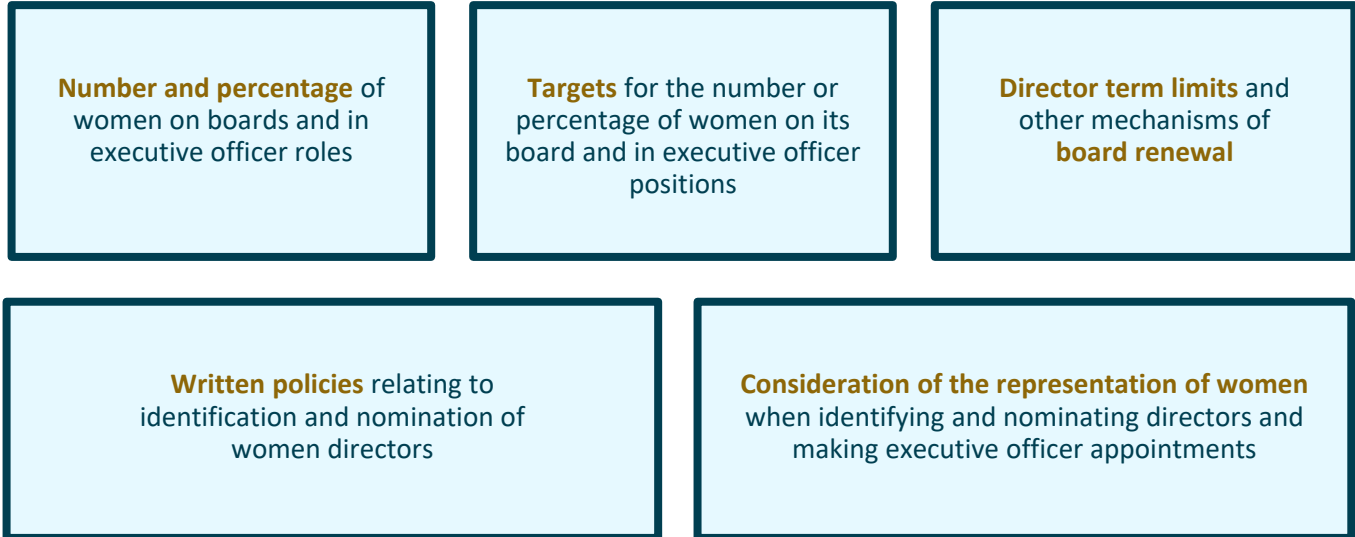 Number and percentage of
women on boards and in
executive officer roles
Targets for the number or
percentage of women on its
board and in executive officer
positions
Director term limits and
other mechanisms of
board renewal
Written policies relating to
identification and nomination of
women directors
Consideration of the representation of women
when identifying and nominating directors and
making executive officer appointments